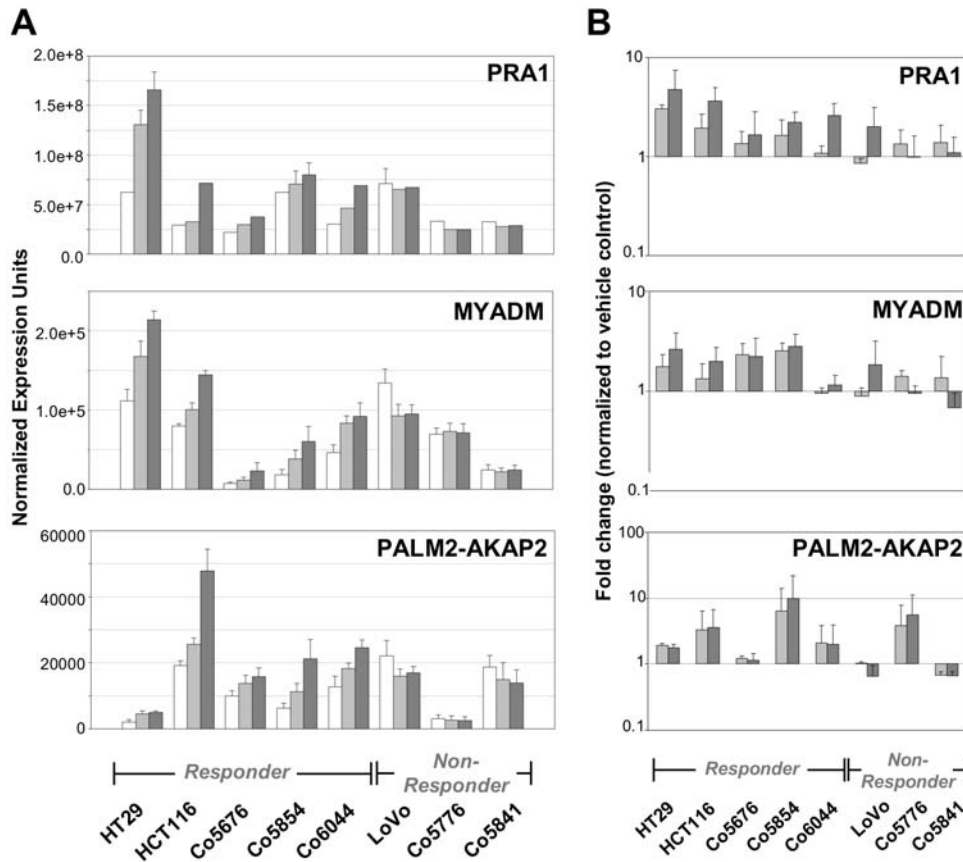 A
Normalized Expression Units
PRA1
2.0e+8
1.5e+8
1.0e+8
5.0e+7
0.0
MYADM
2.0e+5
1.0e+5
0.0
PALM2-AKAP2
60000
40000
20000
0
Responder
Non-
Responder
HT29
HCT116
Co5676
Co5854
Co6044
LoVo
Co5776
Co5841
B
Fold change (normalized to vehicle colntrol)
PRA1
10
1
0.1
MYADM
10
1
0.1
PALM2-AKAP2
100
10
1
0.1
Responder
Non-
Responder
HT29
HCT116
Co5676
Co5854
Co6044
LoVo
Co5776
Co5841